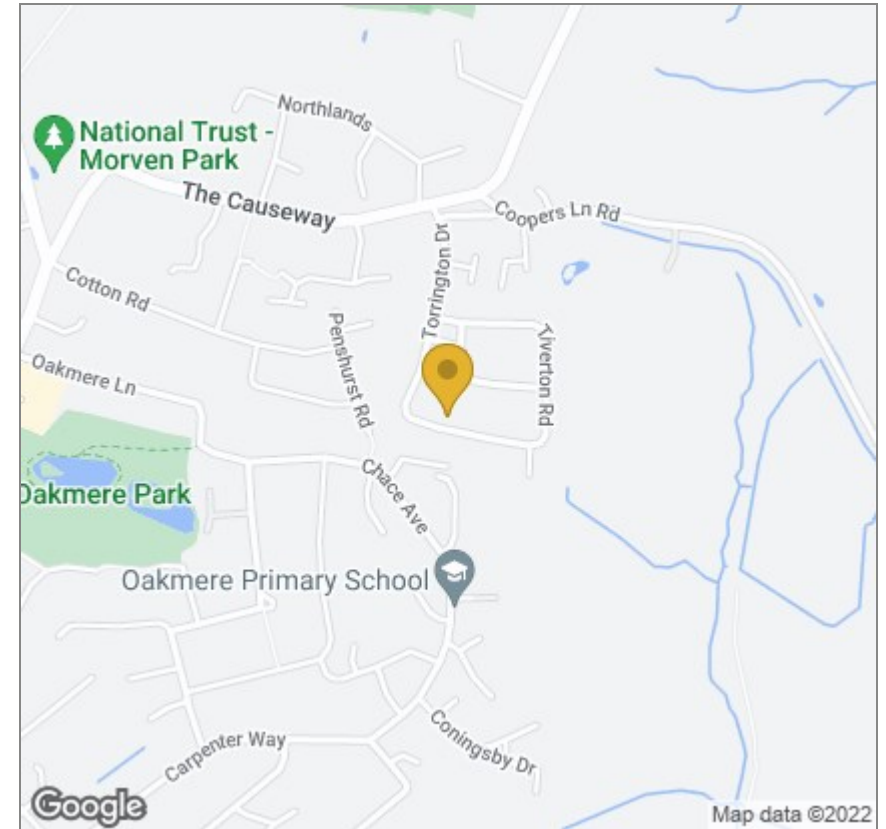 Northlands
National Trust -
Morven Park
The Causeway
Coopers Ln Rd
Torrington Dr
Cotton Rd
Penshurst Rd
Tiverton Rd
Oakmere Ln
Chace Ave
Oakmere Park
Oakmere Primary School
Coningsby Dr
Carpenter Way
Google
Map data ©2022